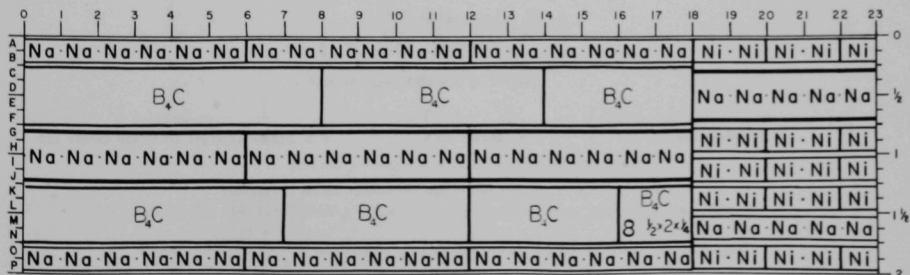 0 1 2 3 4 5 6 7 8 9 10 11 12 13 14 15 16 17 18 19 20 21 22 23
A Na·Na·Na·Na·Na·Na Na·Na·Na·Na·Na·Na Na·Na·Na·Na·Na·Na Ni·Ni Ni·Ni Ni 0
B
C
D B₄C B₄C B₄C Na·Na·Na·Na·Na ½
E
F
G Ni·Ni Ni·Ni Ni
H
I Na·Na·Na·Na·Na·Na Na·Na·Na·Na·Na·Na Na·Na·Na·Na·Na·Na Ni·Ni Ni·Ni Ni 1
J
K
L B₄C B₄C B₄C B₄C Ni·Ni Ni·Ni Ni
M 8 ½×2×¼ Na·Na·Na·Na·Na 1½
N
O Na·Na·Na·Na·Na·Na Na·Na·Na·Na·Na·Na Na·Na·Na·Na·Na·Na Ni·Ni Ni·Ni Ni
P 2